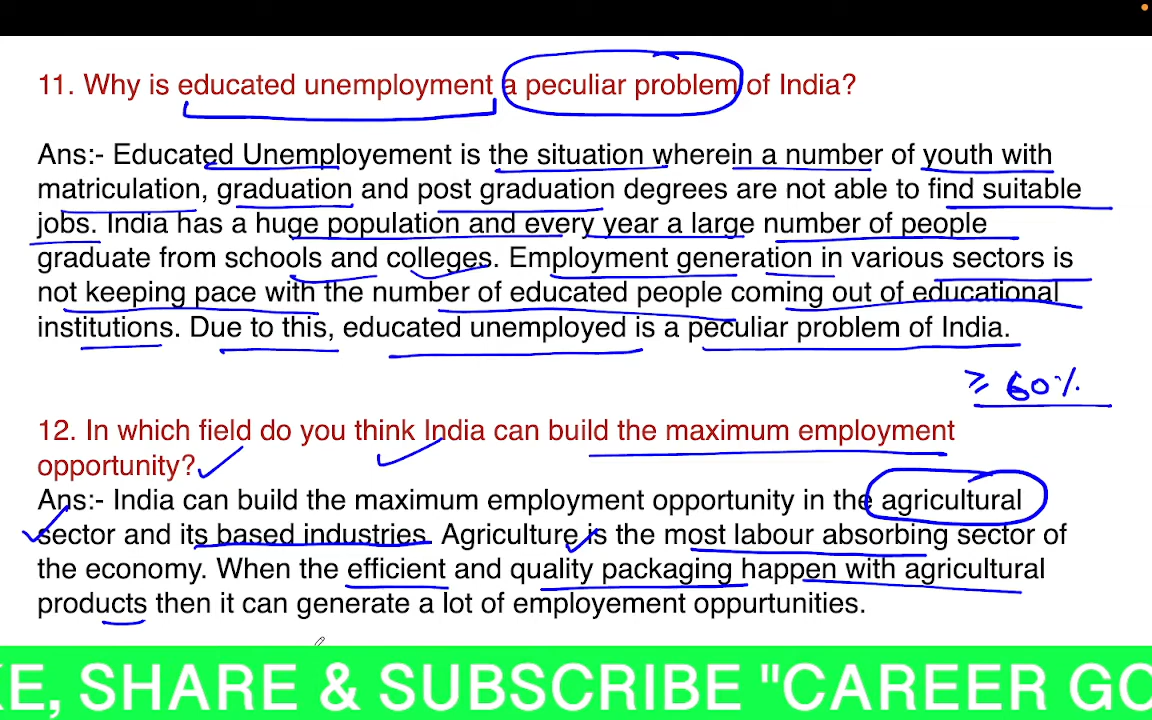 11. Why is educated unemployment a peculiar problem of India?
Ans:- Educated Unemployement is the situation wherein a number of youth with
matriculation, graduation and post graduation degrees are not able to find suitable
jobs. India has a huge population and every year a large number of people
graduate from schools and colleges. Employment generation in various sectors is
not keeping pace with the number of educated people coming out of educational
institutions. Due to this, educated unemployed is a peculiar problem of India.
≥ 60%
12. In which field do you think India can build the maximum employment
opportunity?
Ans:- India can build the maximum employment opportunity in the agricultural
sector and its based industries. Agriculture is the most labour absorbing sector of
the economy. When the efficient and quality packaging happen with agricultural
products then it can generate a lot of employement oppurtunities.
KE, SHARE & SUBSCRIBE "CAREER GO